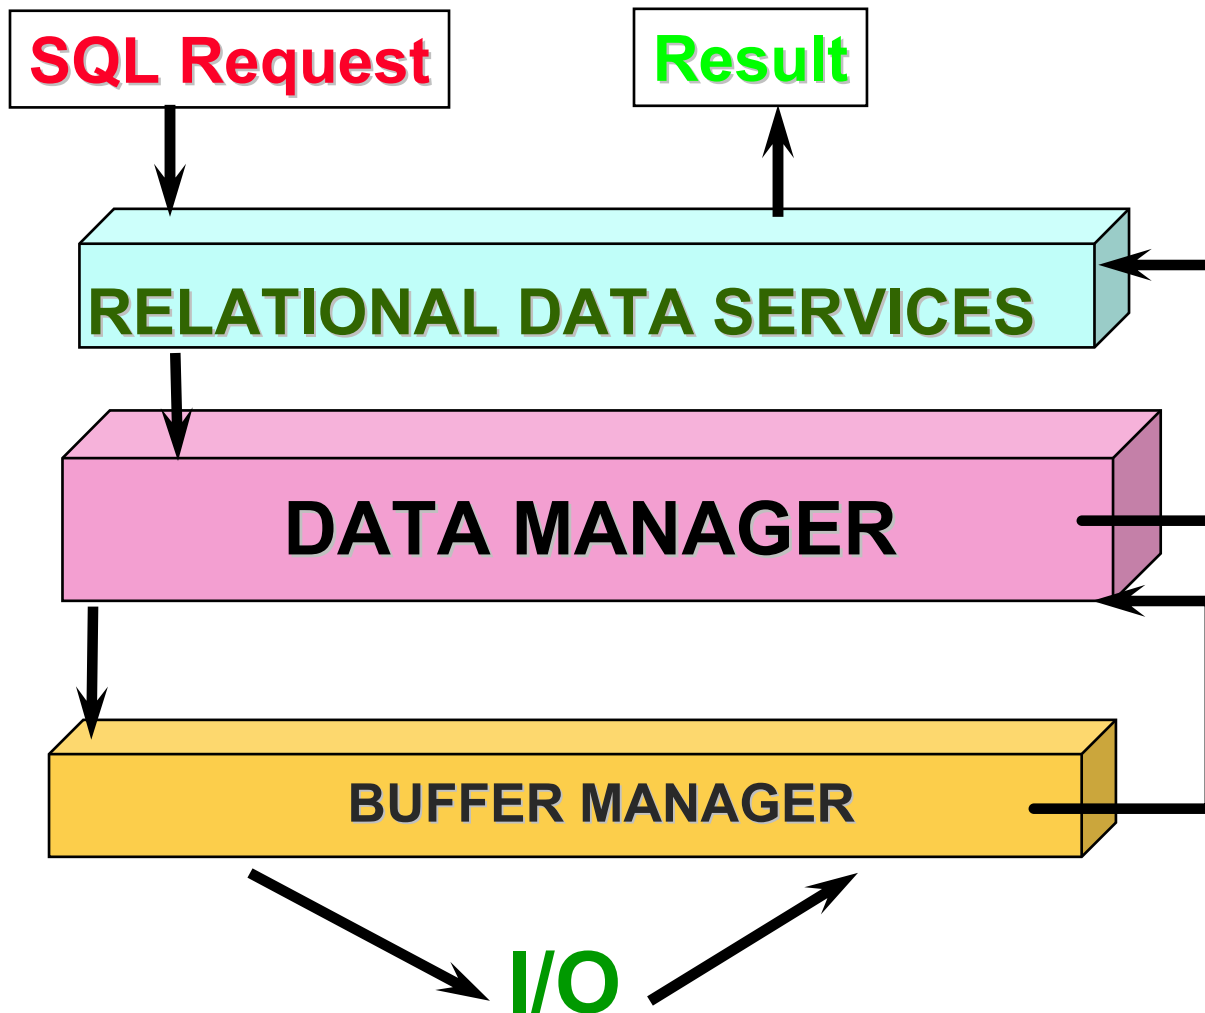 SQL Request
Result
RELATIONAL DATA SERVICES
DATA MANAGER
BUFFER MANAGER
I/O